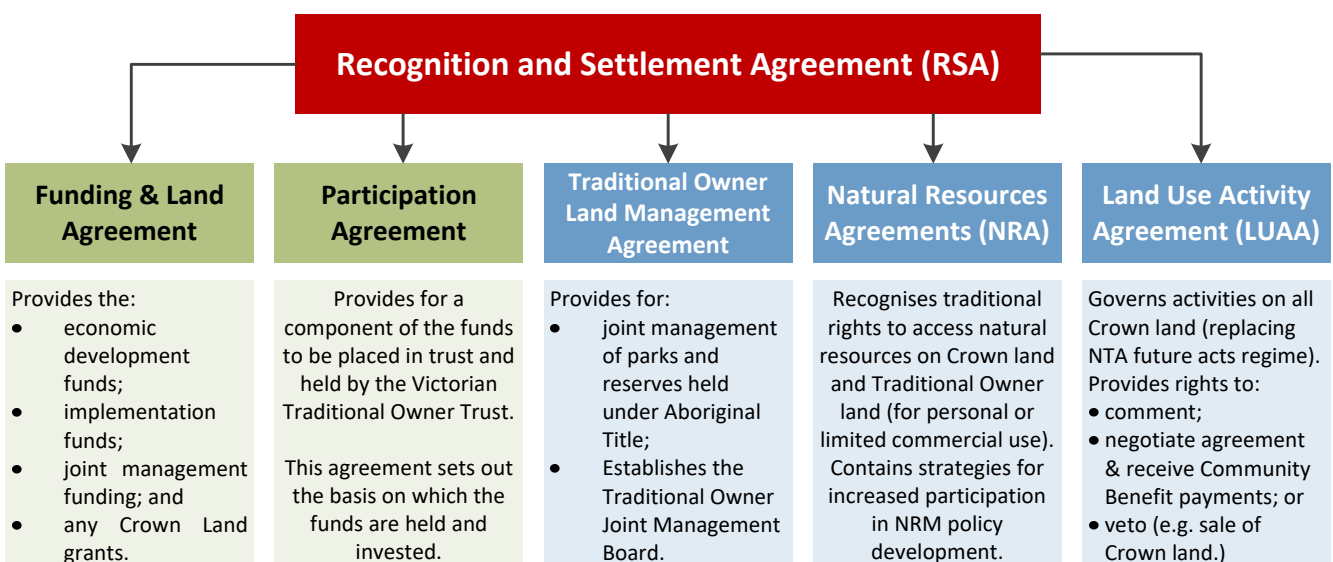 Recognition and Settlement Agreement (RSA)
Funding & Land
Agreement
Provides the:
• economic
development
funds;
• implementation
funds;
• joint management
funding; and
• any Crown Land
grants.
Participation
Agreement
Provides for a
component of the funds
to be placed in trust and
held by the Victorian
Traditional Owner Trust.
This agreement sets out
the basis on which the
funds are held and
invested.
Traditional Owner
Land Management
Agreement
Provides for:
• joint management
of parks and
reserves held
under Aboriginal
Title;
• Establishes the
Traditional Owner
Joint Management
Board.
Natural Resources
Agreements (NRA)
Recognises traditional
rights to access natural
resources on Crown land
and Traditional Owner
land (for personal or
limited commercial use).
Contains strategies for
increased participation
in NRM policy
development.
Land Use Activity
Agreement (LUAA)
Governs activities on all
Crown land (replacing
NTA future acts regime).
Provides rights to:
• comment;
• negotiate agreement
& receive Community
Benefit payments; or
• veto (e.g. sale of
Crown land.)